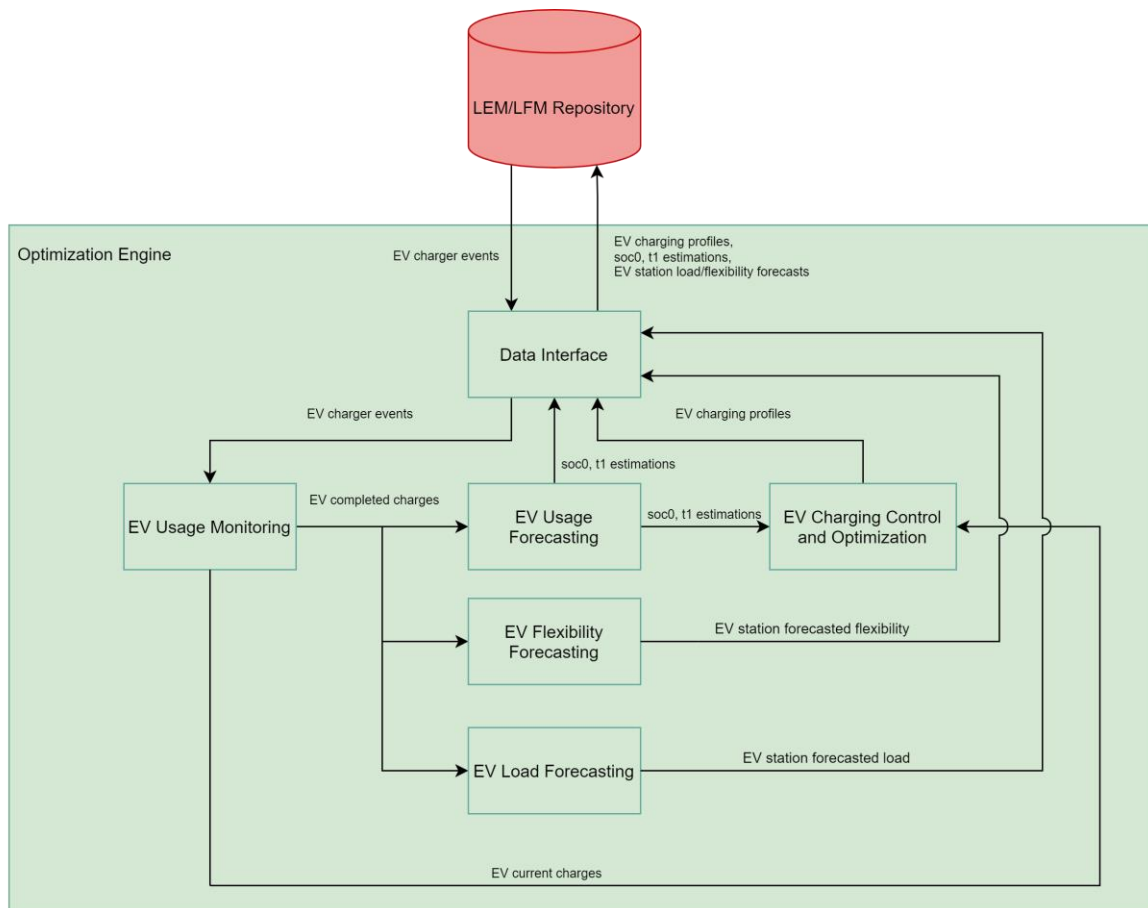 LEM/LFM Repository
Optimization Engine
EV charger events
EV charging profiles,
soc0, t1 estimations,
EV station load/flexibility forecasts
Data Interface
EV charger events
EV charging profiles
soc0, t1 estimations
EV Usage Monitoring
EV completed charges
EV Usage
Forecasting
soc0, t1 estimations
EV Charging Control
and Optimization
EV Flexibility
Forecasting
EV station forecasted flexibility
EV Load Forecasting
EV station forecasted load
EV current charges